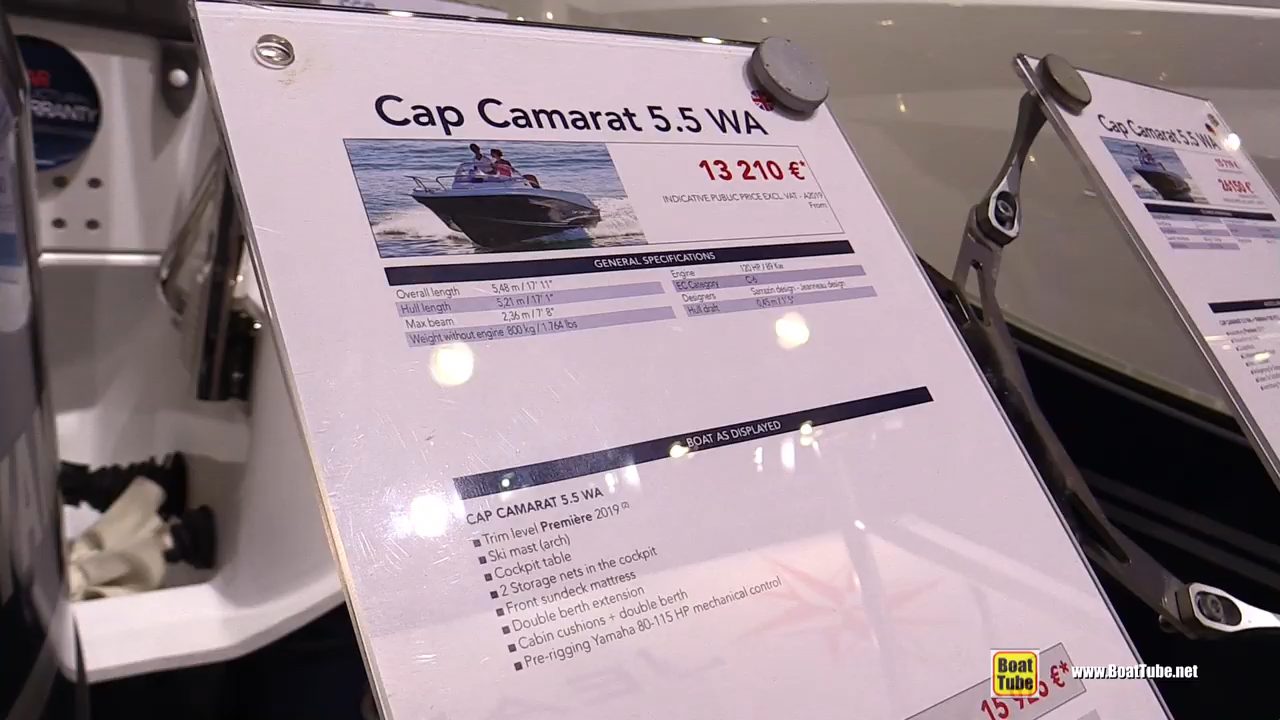 Cap Camarat 5.5 WA
13 210 €*
INDICATIVE PUBLIC PRICE EXCL. VAT - A2019
From
GENERAL SPECIFICATIONS
Overall length 5,48 m / 17' 11"
Hull length 5,21 m / 17' 1"
Max beam 2,36 m / 7' 8"
Weight without engine 800 kg / 1,764 lbs
Engine 120 HP / 89 Kw
EC Category C-6
Designers Sarrazin design - Jeanneau design
Hull draft
BOAT AS DISPLAYED
CAP CAMARAT 5.5 WA
■ Trim level Première 2019 (2)
■ Ski mast (arch)
■ Cockpit table
■ 2 Storage nets in the cockpit
■ Front sundeck mattress
■ Double berth extension
■ Cabin cushions + double berth
■ Pre-rigging Yamaha 80-115 HP mechanical control
€*
Cap Camarat 5.5 WA
Boat
Tube
www.BoatTube.net